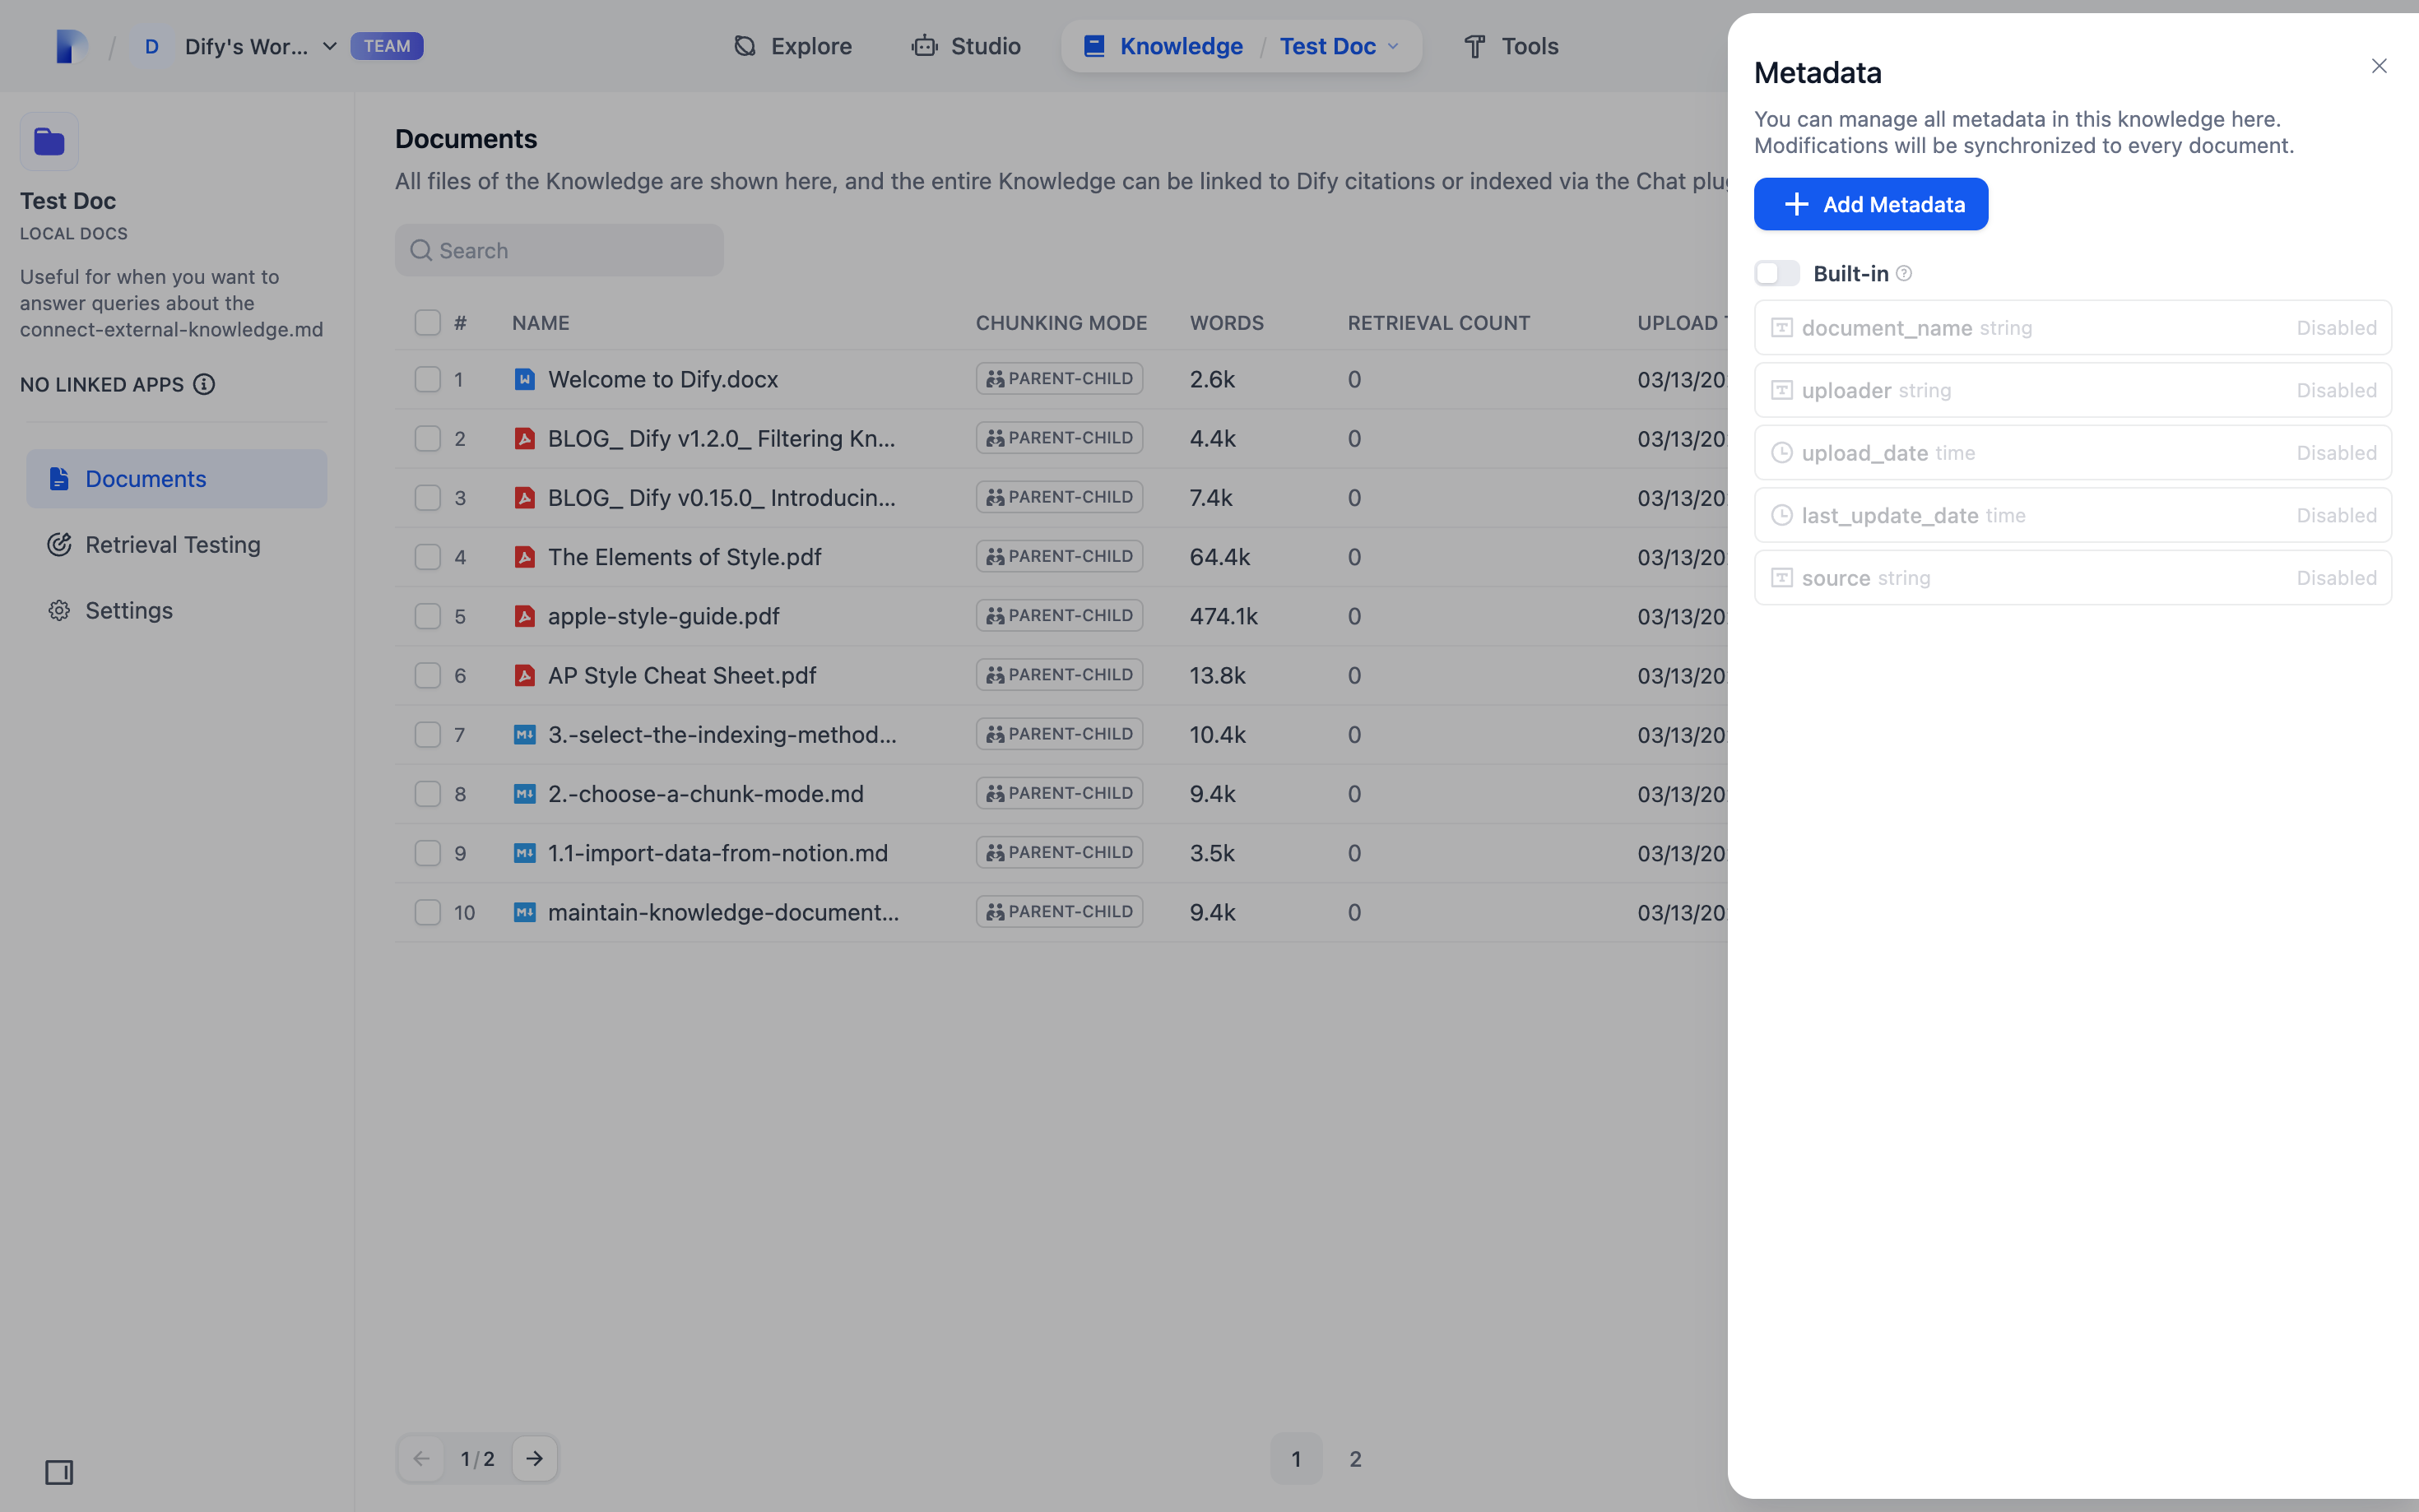 / D Dify's Wor... TEAM
Explore
Studio
Knowledge / Test Doc
Tools
Test Doc
LOCAL DOCS
Useful for when you want to
answer queries about the
connect-external-knowledge.md
NO LINKED APPS
Documents
Retrieval Testing
Settings
Documents
All files of the Knowledge are shown here, and the entire Knowledge can be linked to Dify citations or indexed via the Chat plu
Search
# NAME CHUNKING MODE WORDS RETRIEVAL COUNT UPLOAD
1 Welcome to Dify.docx PARENT-CHILD 2.6k 0 03/13/20
2 BLOG_ Dify v1.2.0_ Filtering Kn... PARENT-CHILD 4.4k 0 03/13/20
3 BLOG_ Dify v0.15.0_ Introducin... PARENT-CHILD 7.4k 0 03/13/20
4 The Elements of Style.pdf PARENT-CHILD 64.4k 0 03/13/20
5 apple-style-guide.pdf PARENT-CHILD 474.1k 0 03/13/20
6 AP Style Cheat Sheet.pdf PARENT-CHILD 13.8k 0 03/13/20
7 3.-select-the-indexing-method... PARENT-CHILD 10.4k 0 03/13/20
8 2.-choose-a-chunk-mode.md PARENT-CHILD 9.4k 0 03/13/20
9 1.1-import-data-from-notion.md PARENT-CHILD 3.5k 0 03/13/20
10 maintain-knowledge-document... PARENT-CHILD 9.4k 0 03/13/20
1 / 2
1 2
Metadata
You can manage all metadata in this knowledge here.
Modifications will be synchronized to every document.
Add Metadata
Built-in
document_name string Disabled
uploader string Disabled
upload_date time Disabled
last_update_date time Disabled
source string Disabled